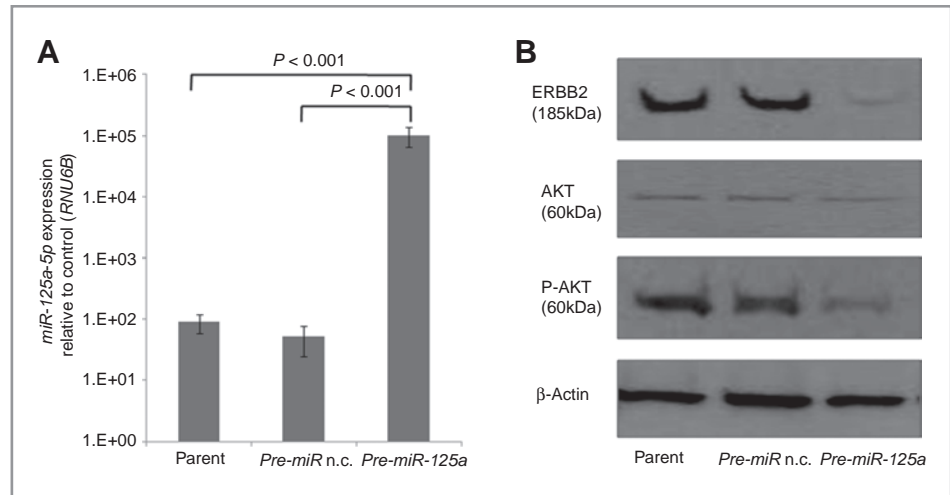 A
P < 0.001
P < 0.001
1.E+06
1.E+05
1.E+04
1.E+03
1.E+02
1.E+01
1.E+00
miR-125a-5p expression
relative to control (RNU6B)
Parent
Pre-miR n.c.
Pre-miR-125a
B
ERBB2
(185kDa)
AKT
(60kDa)
P-AKT
(60kDa)
β-Actin
Parent
Pre-miR n.c.
Pre-miR-125a